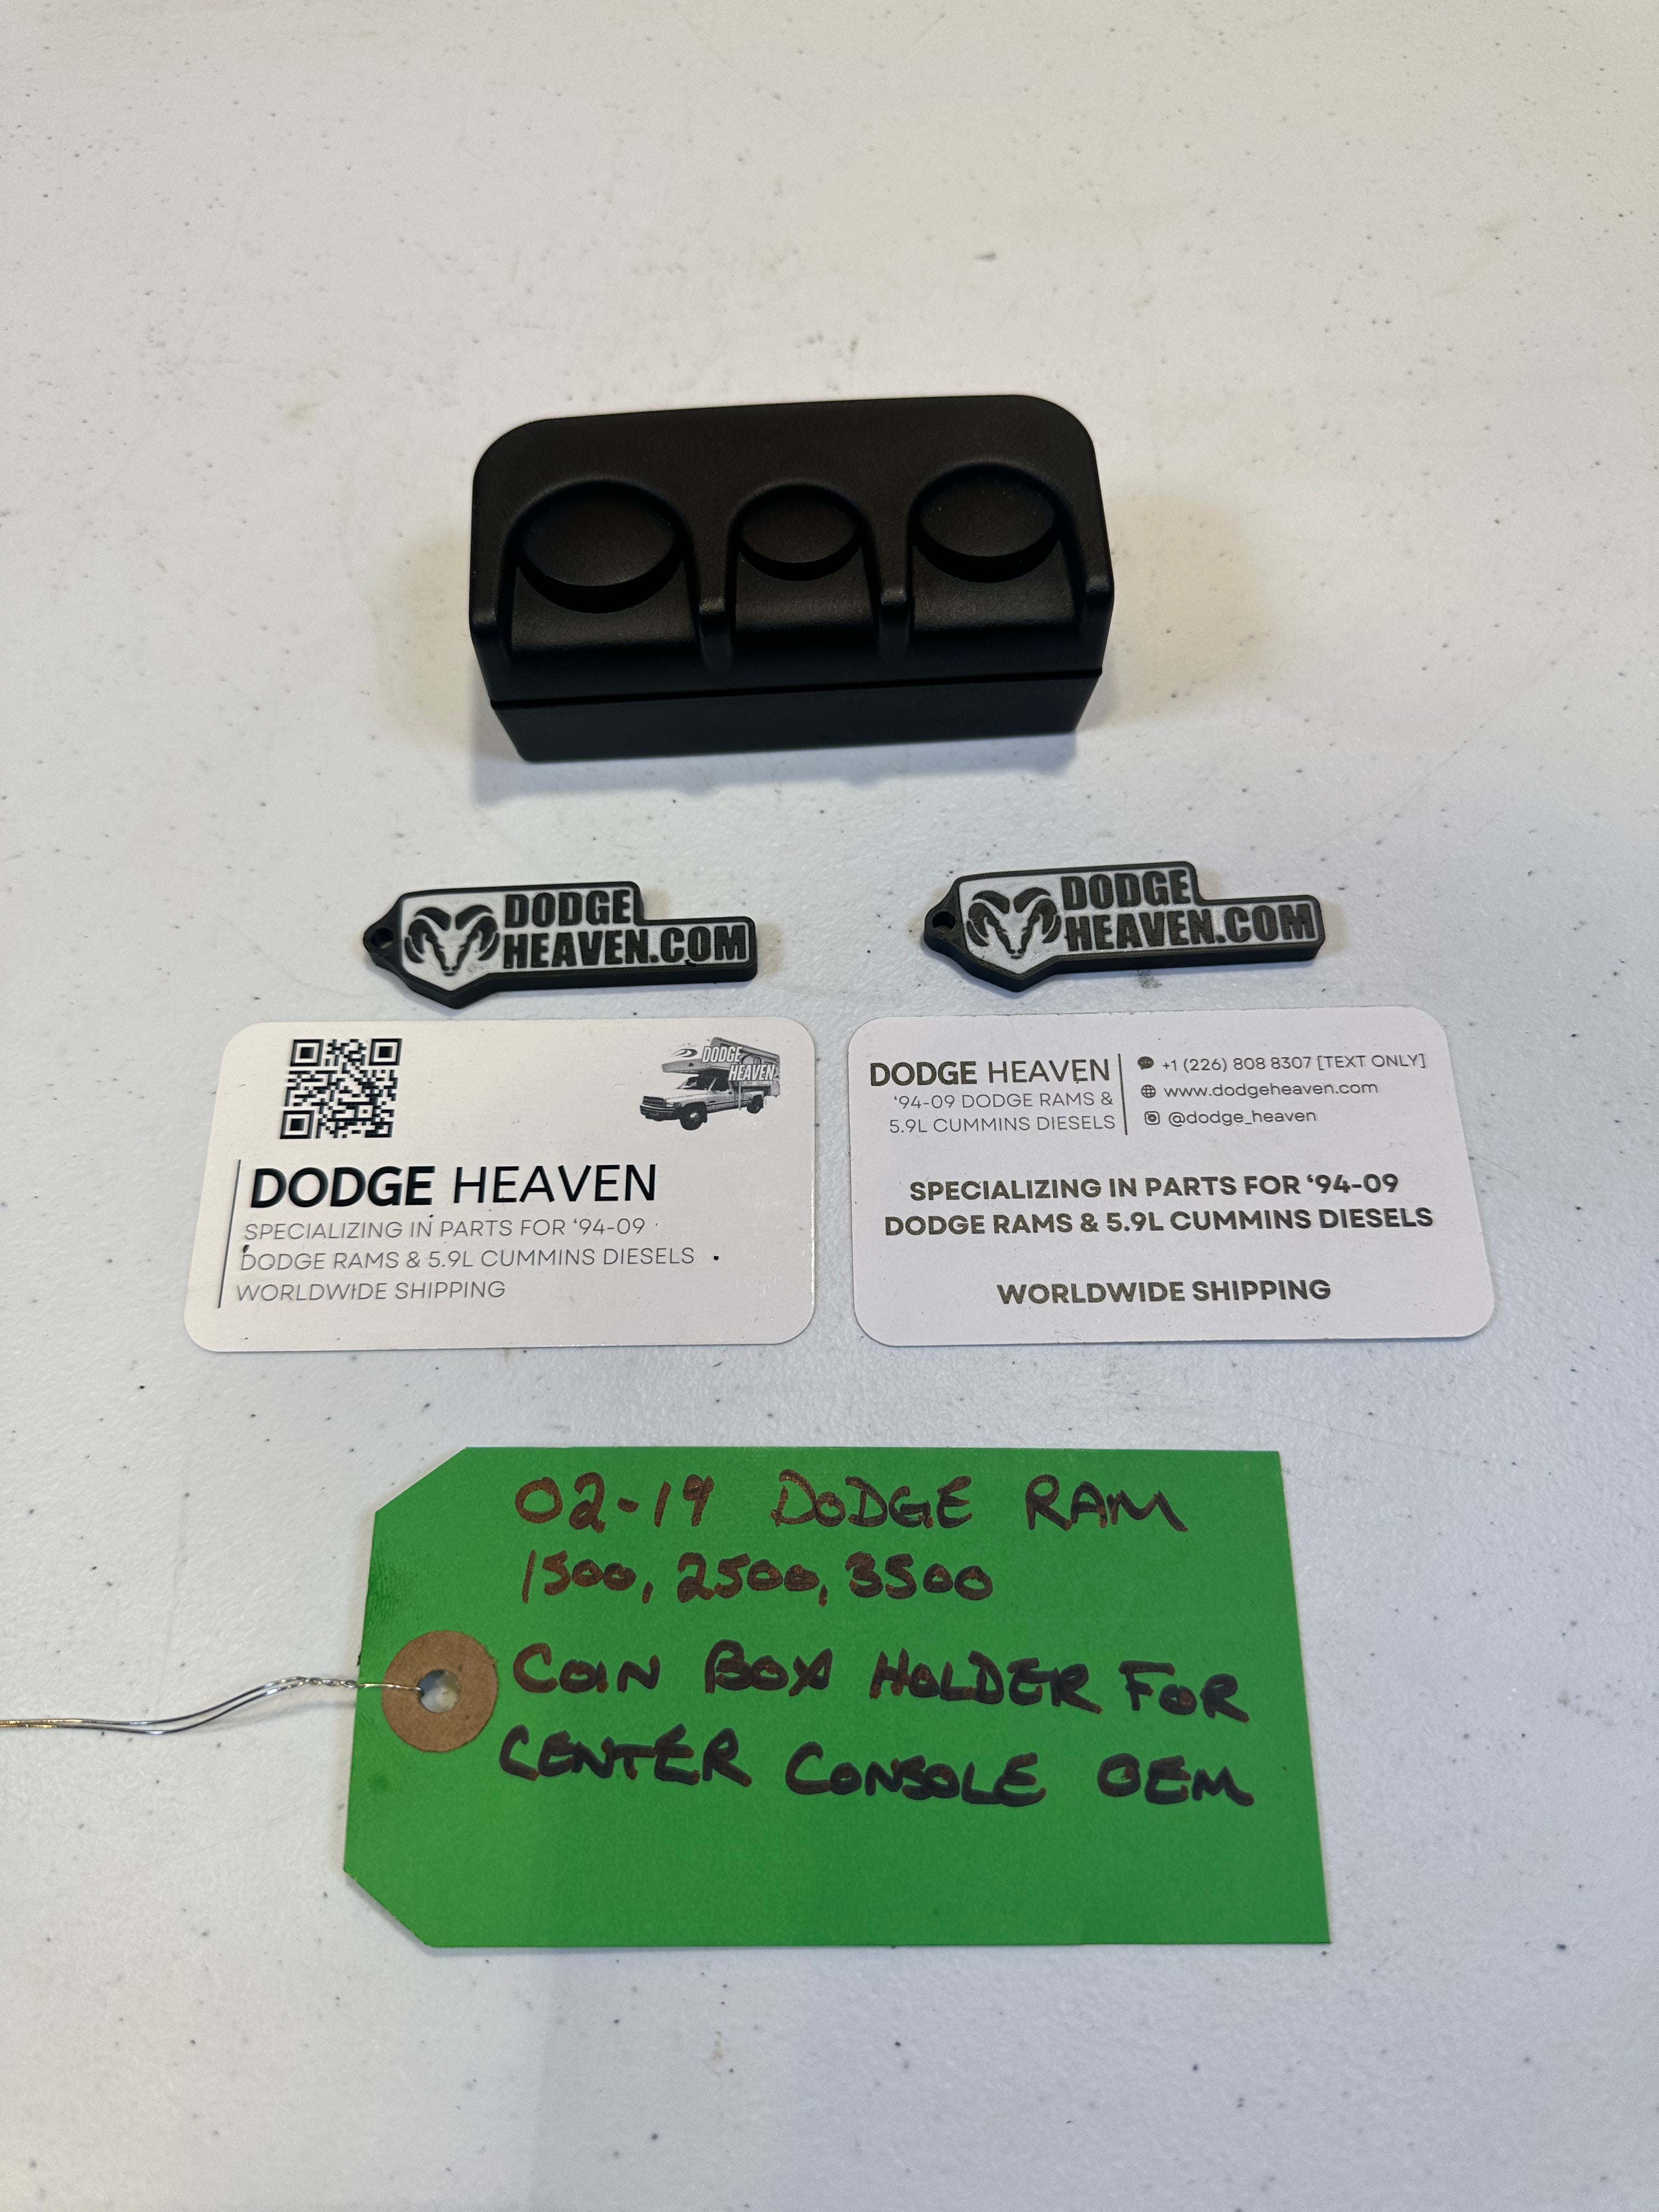 DODGE
HEAVEN.COM
DODGE
HEAVEN.COM
DODGE
HEAVEN
DODGE HEAVEN
SPECIALIZING IN PARTS FOR ‘94-09
DODGE RAMS & 5.9L CUMMINS DIESELS
WORLDWIDE SHIPPING
DODGE HEAVEN
‘94-09 DODGE RAMS &
5.9L CUMMINS DIESELS
+1 (226) 808 8307 [TEXT ONLY]
www.dodgeheaven.com
@dodge_heaven
SPECIALIZING IN PARTS FOR ‘94-09
DODGE RAMS & 5.9L CUMMINS DIESELS
WORLDWIDE SHIPPING
02-19 DODGE RAM
1500, 2500, 3500
COIN BOX HOLDER FOR
CENTER CONSOLE OEM